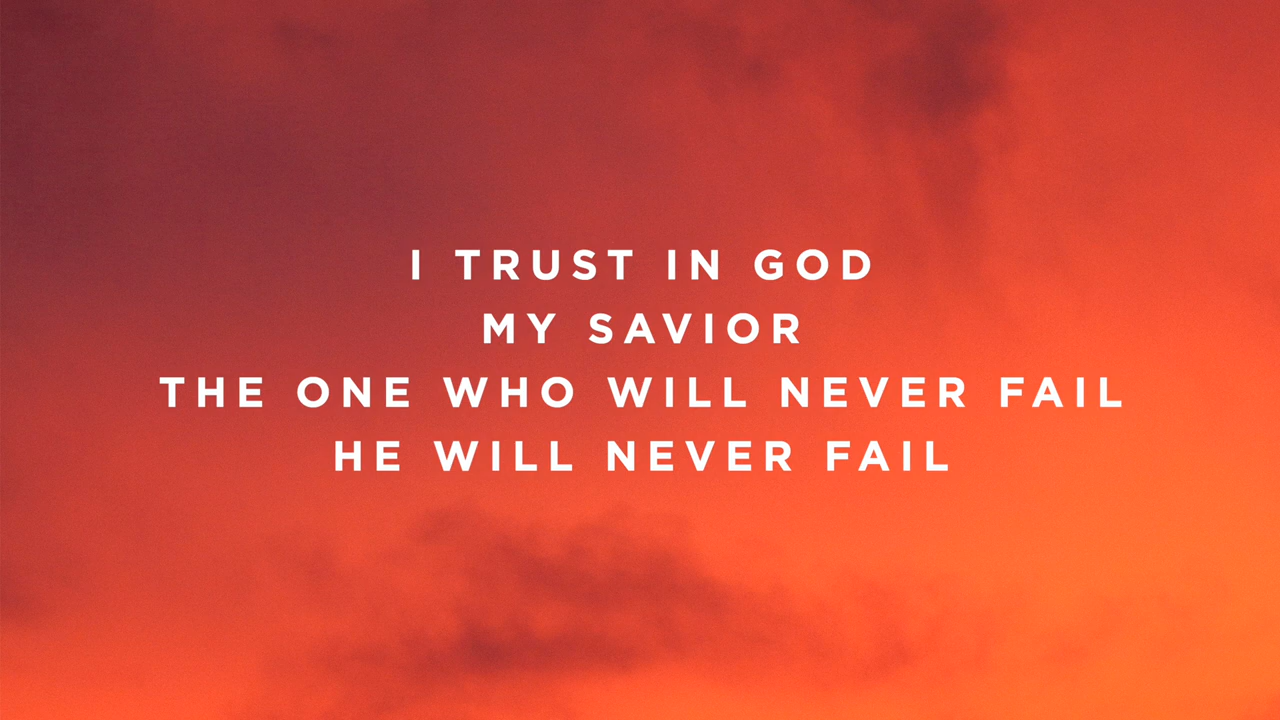 I TRUST IN GOD
MY SAVIOR
THE ONE WHO WILL NEVER FAIL
HE WILL NEVER FAIL